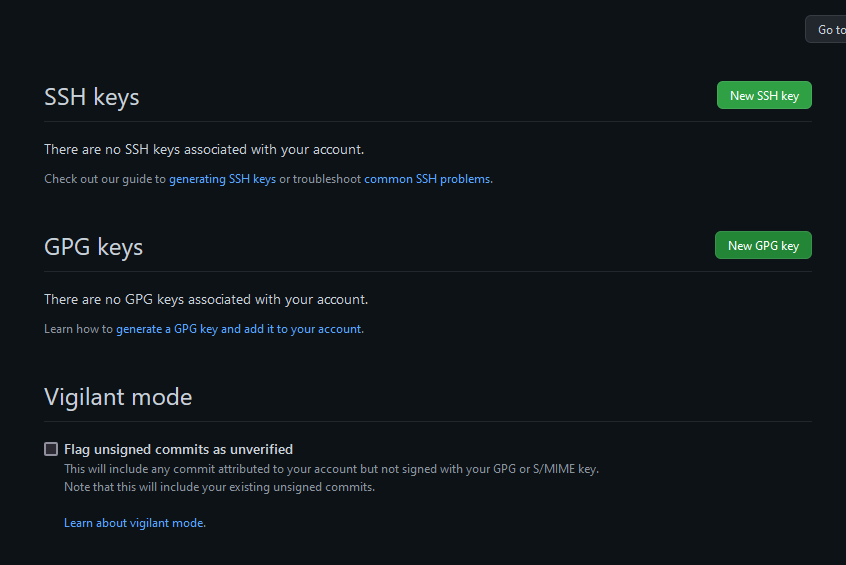 Go to
SSH keys
New SSH key
There are no SSH keys associated with your account.
Check out our guide to generating SSH keys or troubleshoot common SSH problems.
GPG keys
New GPG key
There are no GPG keys associated with your account.
Learn how to generate a GPG key and add it to your account.
Vigilant mode
Flag unsigned commits as unverified
This will include any commit attributed to your account but not signed with your GPG or S/MIME key.
Note that this will include your existing unsigned commits.
Learn about vigilant mode.